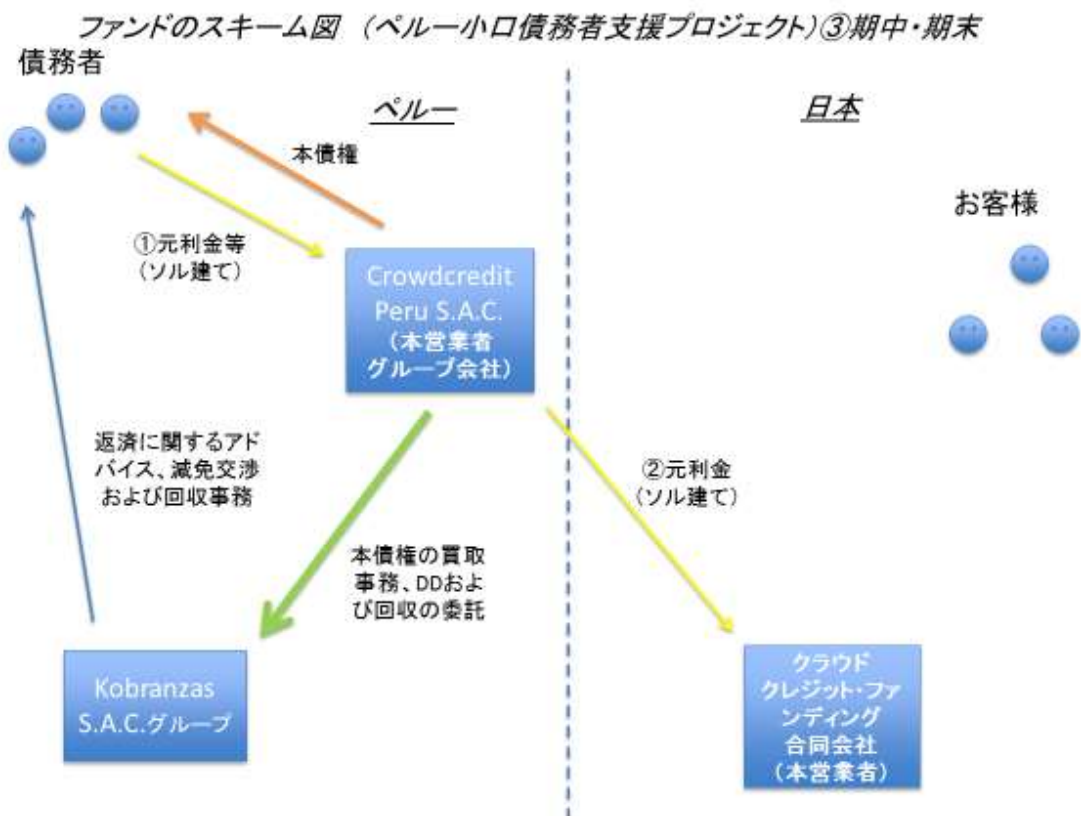 ファンドのスキーム図 (ペルー小口債務者支援プロジェクト)③期中・期末
債務者
ペルー
日本
本債権
お客様
①元利金等
(ソル建て)
Crowdcredit
Peru S.A.C.
(本営業者
グループ会社)
返済に関するアド
バイス、減免交渉
および回収事務
②元利金
(ソル建て)
本債権の買取
事務、DDおよ
び回収の委託
Kobranzas
S.A.C.グループ
クラウド
クレジット・ファ
ンディング
合同会社
(本営業者)